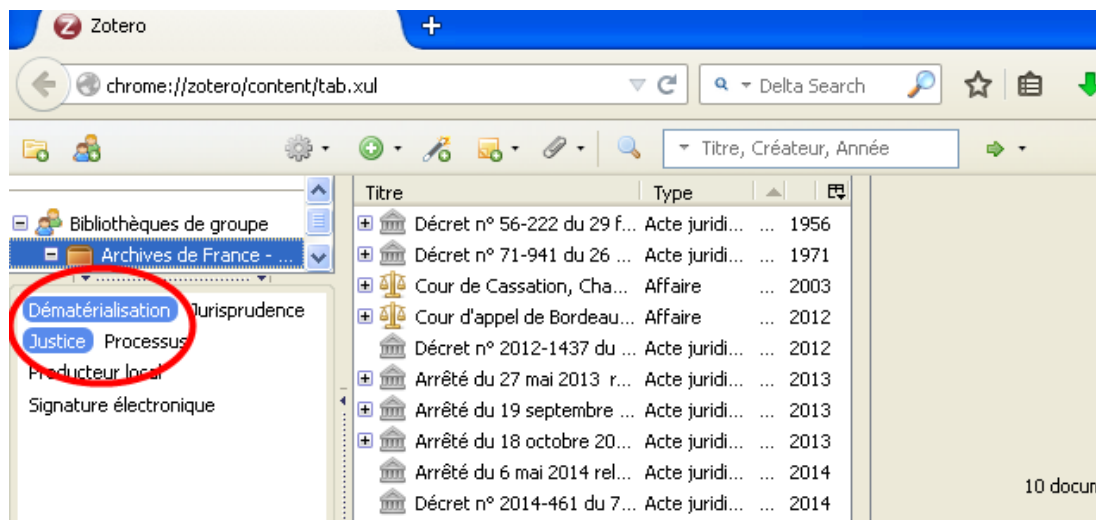 Zotero
chrome://zotero/content/tab.xul
Delta Search
Titre, Créateur, Année
Bibliothèques de groupe
Archives de France - ...
Dématérialisation Jurisprudence
Justice Processus
Producteur local
Signature électronique
Titre Type
Décret n° 56-222 du 29 f... Acte juridi... ... 1956
Décret n° 71-941 du 26 ... Acte juridi... ... 1971
Cour de Cassation, Cha... Affaire ... 2003
Cour d'appel de Bordeau... Affaire ... 2012
Décret n° 2012-1437 du ... Acte juridi... ... 2012
Arrêté du 27 mai 2013 r... Acte juridi... ... 2013
Arrêté du 19 septembre ... Acte juridi... ... 2013
Arrêté du 18 octobre 20... Acte juridi... ... 2013
Arrêté du 6 mai 2014 rel... Acte juridi... ... 2014
Décret n° 2014-461 du 7... Acte juridi... ... 2014
10 docum